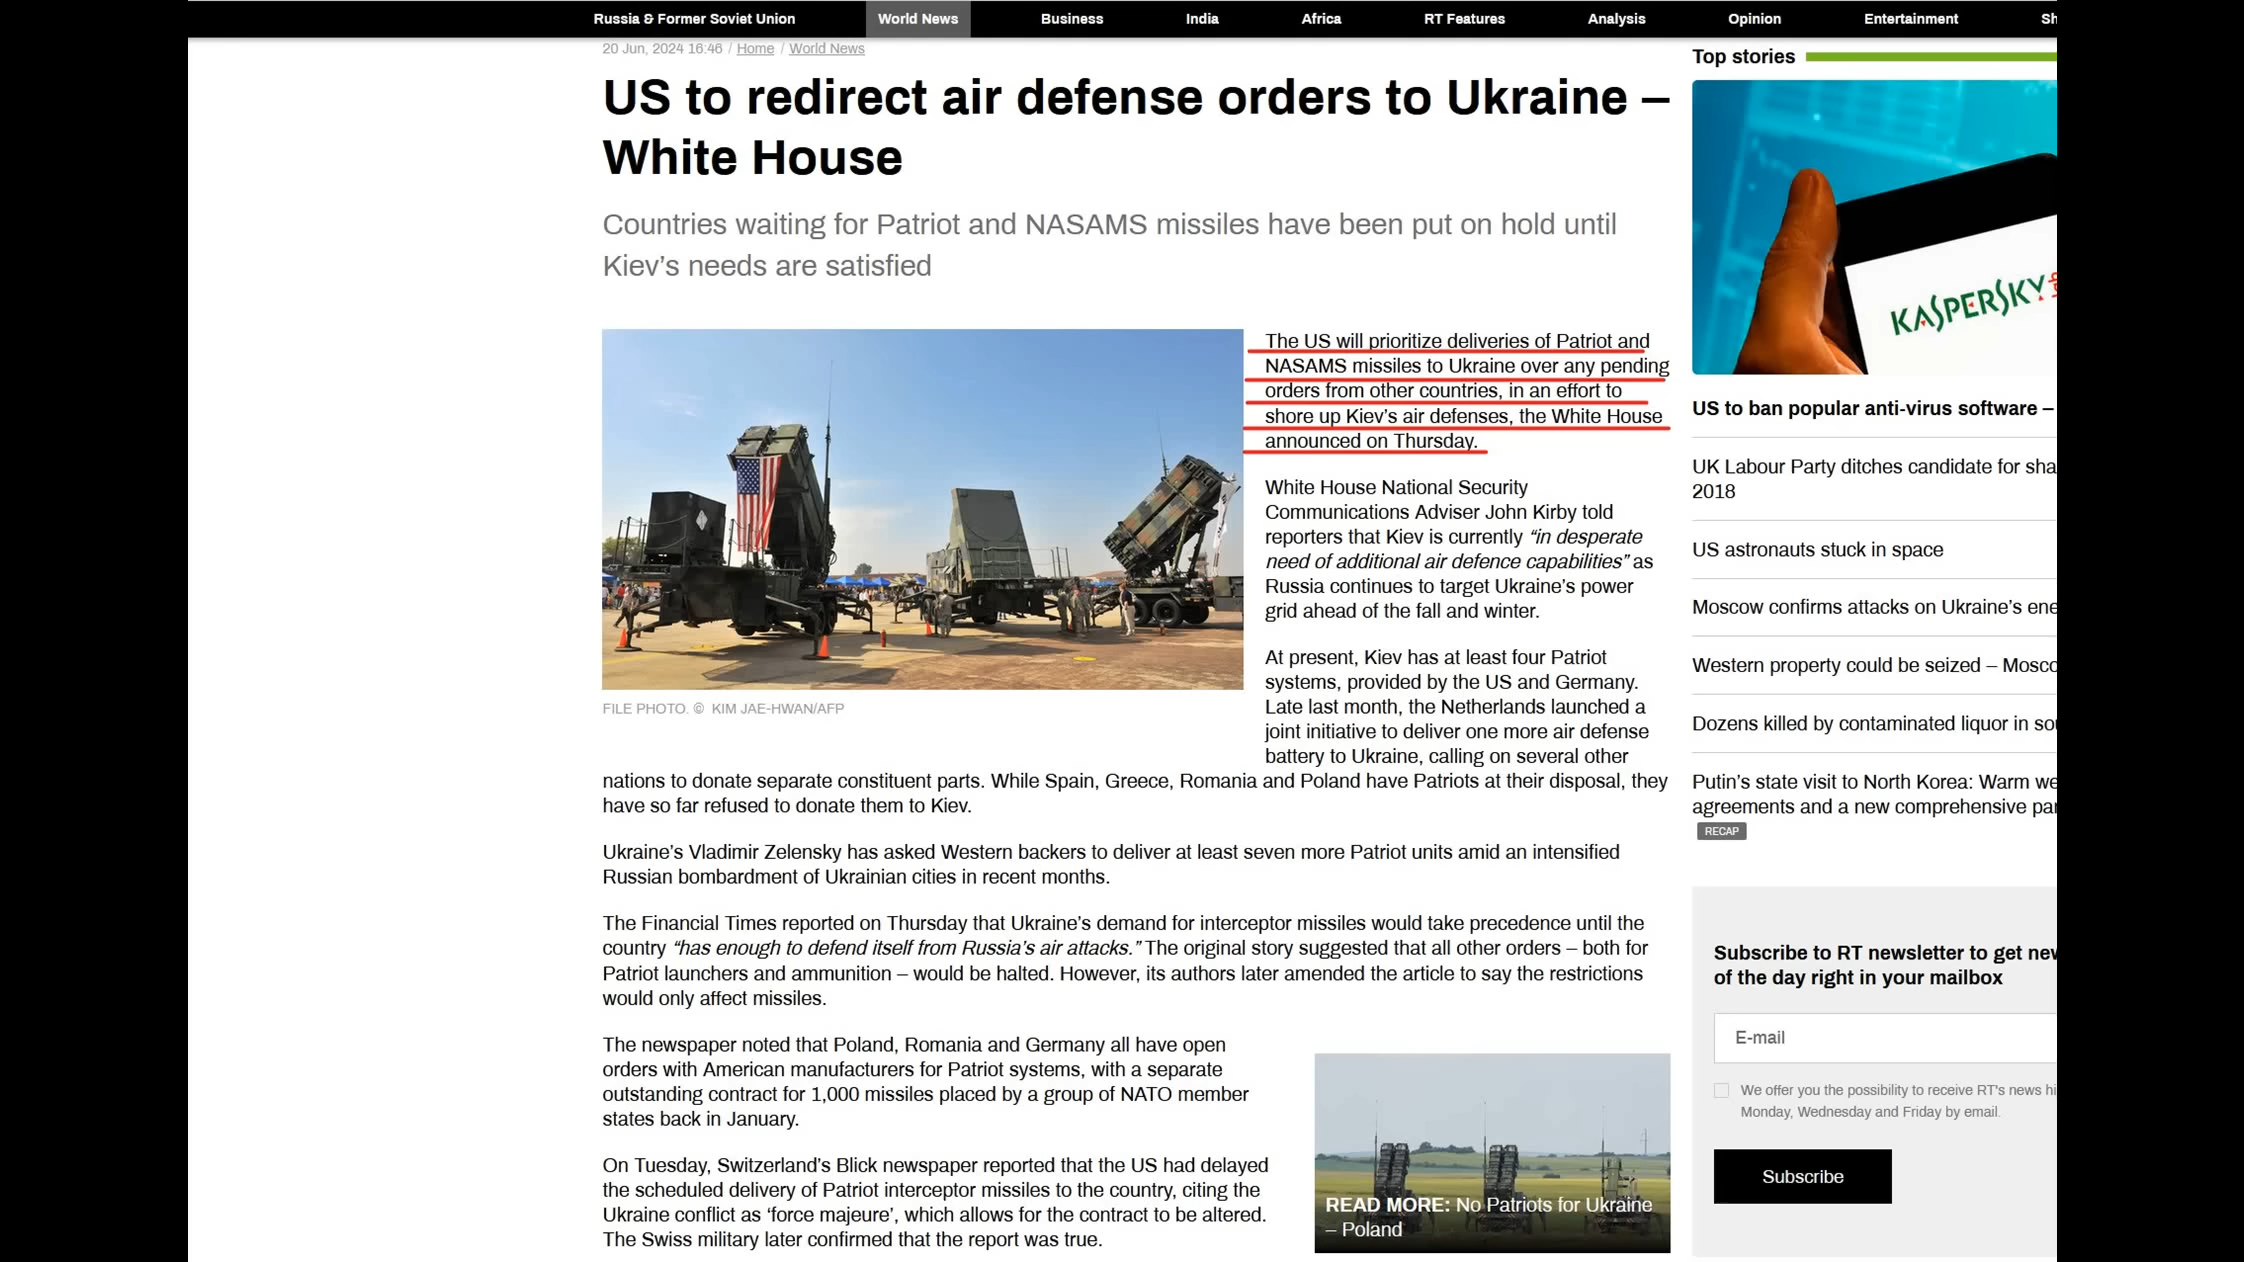 Russia & Former Soviet Union World News Business India Africa RT Features Analysis Opinion Entertainment Sh
20 Jun, 2024 16:46 / Home / World News
US to redirect air defense orders to Ukraine –
White House
Countries waiting for Patriot and NASAMS missiles have been put on hold until
Kiev’s needs are satisfied
FILE PHOTO. © KIM JAE-HWAN/AFP
The US will prioritize deliveries of Patriot and
NASAMS missiles to Ukraine over any pending
orders from other countries, in an effort to
shore up Kiev’s air defenses, the White House
announced on Thursday.
White House National Security
Communications Adviser John Kirby told
reporters that Kiev is currently “in desperate
need of additional air defence capabilities” as
Russia continues to target Ukraine’s power
grid ahead of the fall and winter.
At present, Kiev has at least four Patriot
systems, provided by the US and Germany.
Late last month, the Netherlands launched a
joint initiative to deliver one more air defense
battery to Ukraine, calling on several other
nations to donate separate constituent parts. While Spain, Greece, Romania and Poland have Patriots at their disposal, they
have so far refused to donate them to Kiev.
Ukraine’s Vladimir Zelensky has asked Western backers to deliver at least seven more Patriot units amid an intensified
Russian bombardment of Ukrainian cities in recent months.
The Financial Times reported on Thursday that Ukraine’s demand for interceptor missiles would take precedence until the
country “has enough to defend itself from Russia’s air attacks.” The original story suggested that all other orders – both for
Patriot launchers and ammunition – would be halted. However, its authors later amended the article to say the restrictions
would only affect missiles.
The newspaper noted that Poland, Romania and Germany all have open
orders with American manufacturers for Patriot systems, with a separate
outstanding contract for 1,000 missiles placed by a group of NATO member
states back in January.
On Tuesday, Switzerland’s Blick newspaper reported that the US had delayed
the scheduled delivery of Patriot interceptor missiles to the country, citing the
Ukraine conflict as ‘force majeure’, which allows for the contract to be altered.
The Swiss military later confirmed that the report was true.
READ MORE: No Patriots for Ukraine
– Poland
Top stories
KASPERSKY
US to ban popular anti-virus software –
UK Labour Party ditches candidate for sha
2018
US astronauts stuck in space
Moscow confirms attacks on Ukraine’s ene
Western property could be seized – Mosco
Dozens killed by contaminated liquor in sou
Putin’s state visit to North Korea: Warm we
agreements and a new comprehensive par
RECAP
Subscribe to RT newsletter to get new
of the day right in your mailbox
E-mail
We offer you the possibility to receive RT's news hi
Monday, Wednesday and Friday by email.
Subscribe